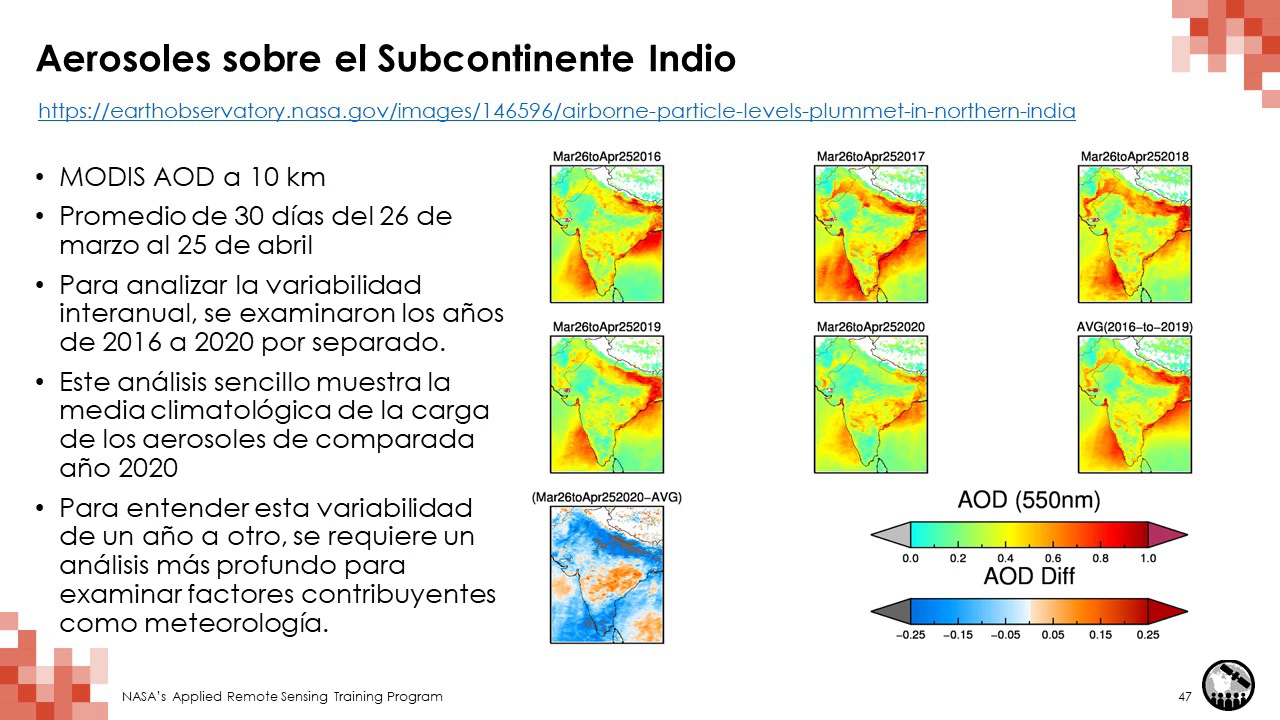 Aerosoles sobre el Subcontinente Indio
https://earthobservatory.nasa.gov/images/146596/airborne-particle-levels-plummet-in-northern-india
• MODIS AOD a 10 km
• Promedio de 30 días del 26 de
marzo al 25 de abril
• Para analizar la variabilidad
interanual, se examinaron los años
de 2016 a 2020 por separado.
• Este análisis sencillo muestra la
media climatológica de la carga
de los aerosoles de comparada
año 2020
• Para entender esta variabilidad
de un año a otro, se requiere un
análisis más profundo para
examinar factores contribuyentes
como meteorología.
Mar26toApr252016
Mar26toApr252017
Mar26toApr252018
Mar26toApr252019
Mar26toApr252020
AVG(2016-to-2019)
(Mar26toApr252020-AVG)
AOD (550nm)
0.0 0.2 0.4 0.6 0.8 1.0
AOD Diff
-0.25 -0.15 -0.05 0.05 0.15 0.25
NASA's Applied Remote Sensing Training Program
47